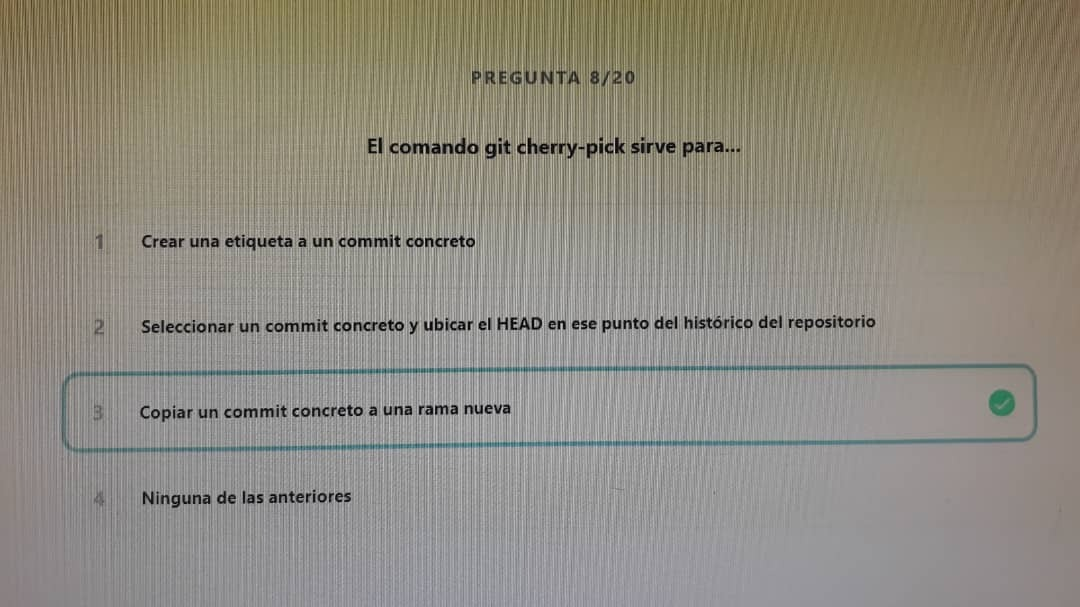 PREGUNTA 8/20
El comando git cherry-pick sirve para...
1 Crear una etiqueta a un commit concreto
2 Seleccionar un commit concreto y ubicar el HEAD en ese punto del histórico del repositorio
3 Copiar un commit concreto a una rama nueva
4 Ninguna de las anteriores